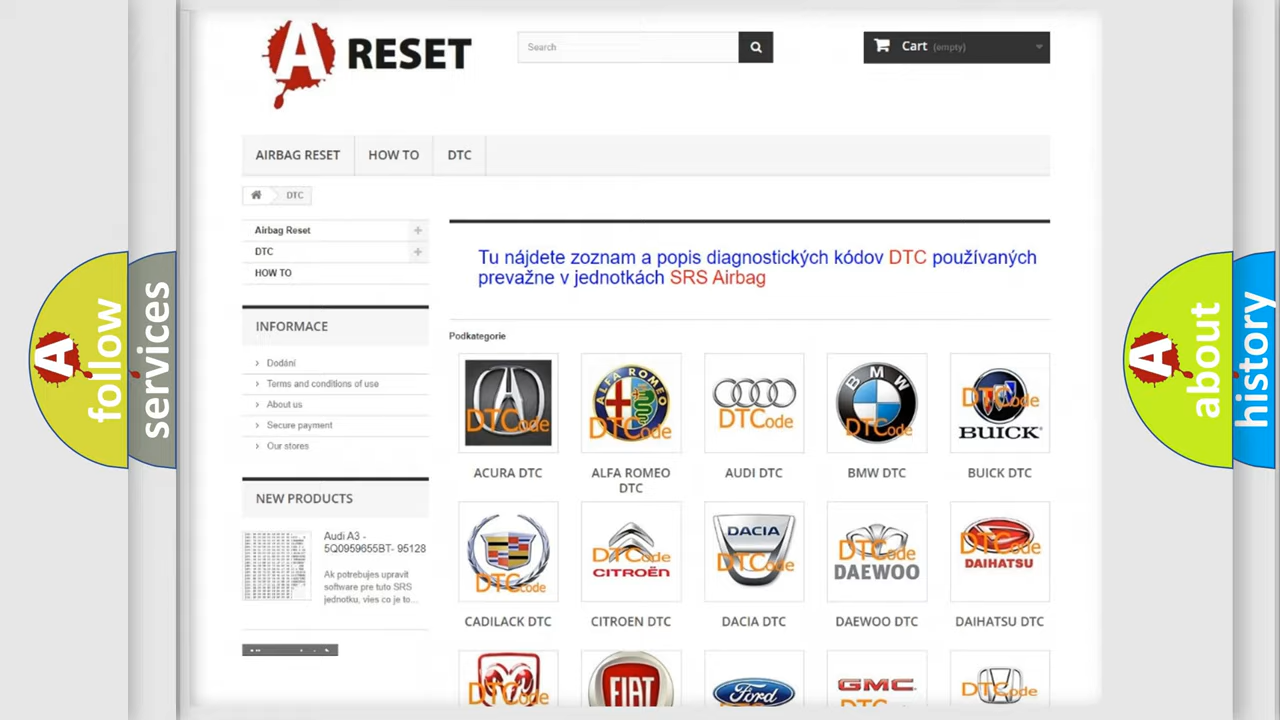 A RESET
Search
Cart (empty)
AIRBAG RESET
HOW TO
DTC
DTC
Airbag Reset
DTC
HOW TO
Tu nájdete zoznam a popis diagnostických kódov DTC používaných
prevažne v jednotkách SRS Airbag
INFORMACE
Dodání
Terms and conditions of use
About us
Secure payment
Our stores
NEW PRODUCTS
Audi A3 -
5Q0959655BT- 95128
Ak potrebujes upravit
software pre tuto SRS
jednotku, vies co je to...
Podkategorie
DTCode
ALFA ROMEO
DTCode
DTCode
BMW
DTCode
DTCode
BUICK
ACURA DTC
ALFA ROMEO
DTC
AUDI DTC
BMW DTC
BUICK DTC
DTCode
DTCode
CITROËN
DACIA
DTCode
DTCode
DAEWOO
DTCode
DAIHATSU
CADILACK DTC
CITROEN DTC
DACIA DTC
DAEWOO DTC
DAIHATSU DTC
DTCode
FIAT
Ford
GMC
DTCode
A follow
services
A about
history